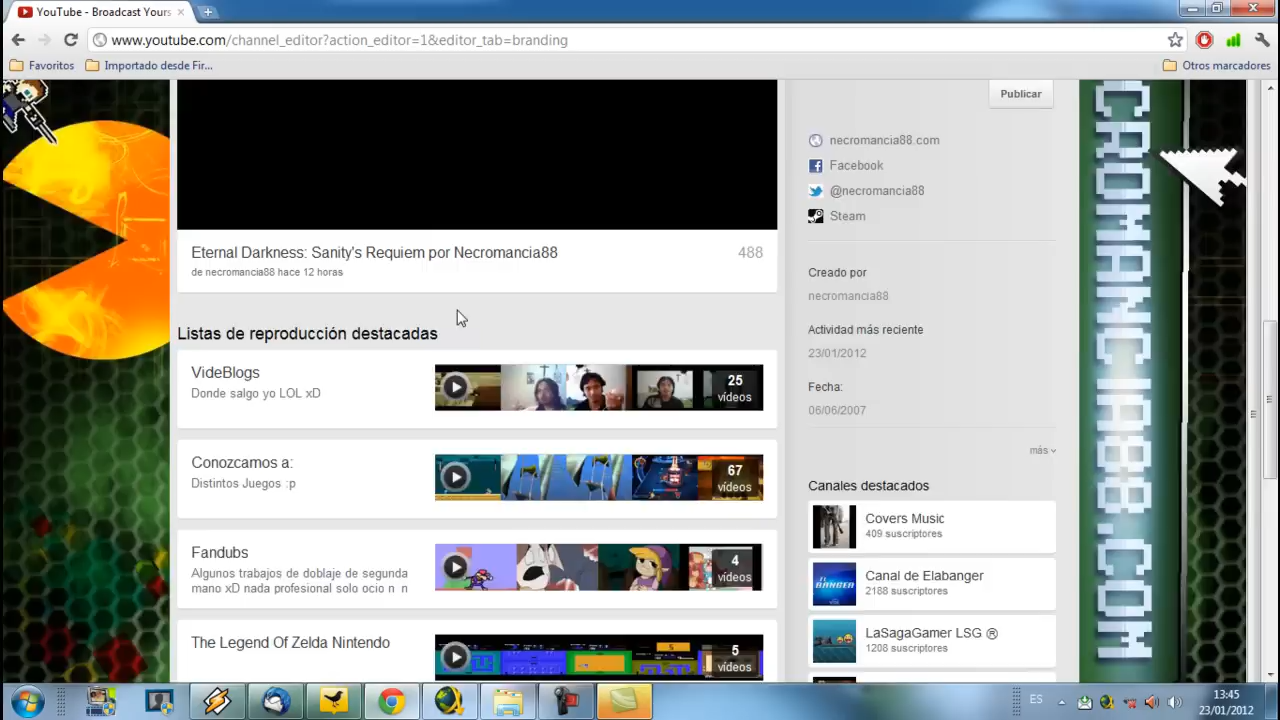 YouTube - Broadcast Yours
www.youtube.com/channel_editor?action_editor=1&editor_tab=branding
Favoritos
Importado desde Fir...
Otros marcadores
Publicar
necromancia88.com
Facebook
@necromancia88
Steam
Eternal Darkness: Sanity's Requiem por Necromancia88
488
de necromancia88 hace 12 horas
Creado por
necromancia88
Actividad más reciente
23/01/2012
Fecha:
06/06/2007
más
Listas de reproducción destacadas
VideBlogs
Donde salgo yo LOL xD
25
vídeos
Conozcamos a:
Distintos Juegos :p
67
vídeos
Fandubs
Algunos trabajos de doblaje de segunda
mano xD nada profesional solo ocio n_n
4
vídeos
The Legend Of Zelda Nintendo
5
vídeos
Canales destacados
Covers Music
409 suscriptores
Canal de Elabanger
2188 suscriptores
LaSagaGamer LSG ®
1208 suscriptores
CROMANCIA88.COM
ES
13:45
23/01/2012